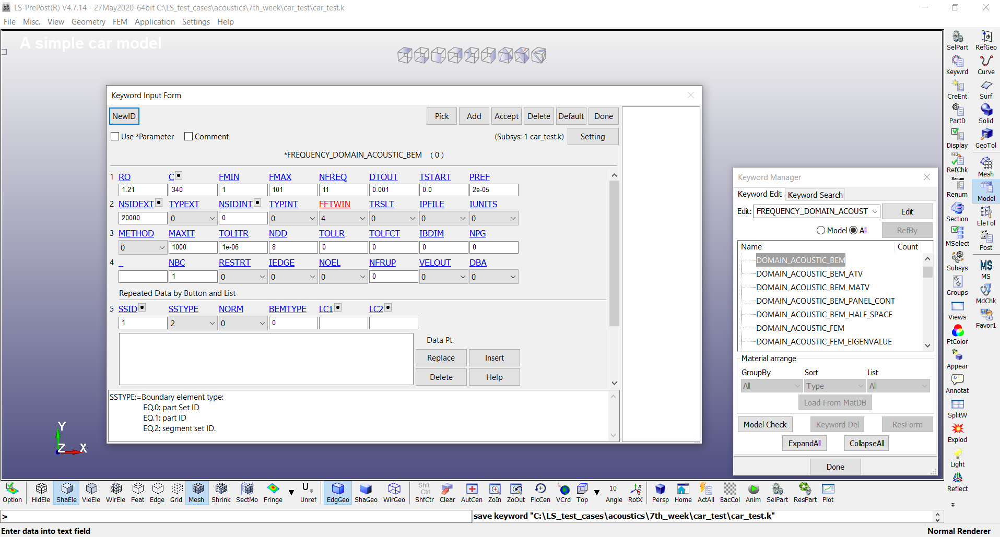 LS-PrePost(R) V4.7.14 - 27May2020-64bit C:\LS_test_cases\acoustics\7th_week\car_test\car_test.k
File Misc. View Geometry FEM Application Settings Help
A simple car model
Keyword Input Form
NewID Pick Add Accept Delete Default Done
Use *Parameter Comment (Subsys: 1 car_test.k) Setting
*FREQUENCY_DOMAIN_ACOUSTIC_BEM (0)
1 RO C FMIN FMAX NFREQ DTOUT TSTART PREF
1.21 340 1 101 11 0.001 0.0 2e-05
2 NSIDEXT TYPEXT NSIDINT TYPINT FFTWIN TRSLT IPFILE IUNITS
20000 0 0 0 4 0 0 0
3 METHOD MAXIT TOLITR NDD TOLLR TOLFCT IBDIM NPG
0 1000 1e-06 8 0 0 0 0
4 _ NBC RESTRT IEDGE NOEL NFRUP VELOUT DBA
1 0 0 0 0 0 0
Repeated Data by Button and List
5 SSID SSTYPE NORM BEMTYPE LC1 LC2
1 2 0 0
Data Pt.
Replace Insert
Delete Help
SSTYPE:=Boundary element type:
EQ.0: part Set ID
EQ.1: part ID
EQ.2: segment set ID.
Keyword Manager
Keyword Edit Keyword Search
Edit: FREQUENCY_DOMAIN_ACOUST Edit
Model All RefBy
Name Count
DOMAIN_ACOUSTIC_BEM
DOMAIN_ACOUSTIC_BEM_ATV
DOMAIN_ACOUSTIC_BEM_MATV
DOMAIN_ACOUSTIC_BEM_PANEL_CONT
DOMAIN_ACOUSTIC_BEM_HALF_SPACE
DOMAIN_ACOUSTIC_FEM
DOMAIN_ACOUSTIC_FEM_EIGENVALUE
Material arrange
GroupBy Sort List
All Type All
Load From MatDB
Model Check Keyword Del ResForm
ExpandAll CollapseAll
Done
SelPart RefGeo
Keywrd Curve
CreEnt Surf
PartD Solid
Display GeoTol
RefChk Mesh
Renum
Renum Model
Section EleTol
MSelect Post
Subsys MS
MS
Groups MdChk
Views Favor1
PtColor
Appear
Annotat
SplitW
Explod
Light
Reflect
Y
Z X
Option HidEle ShaEle VieEle WirEle Feat Edge Grid Mesh Shrink SectMo Fringe Unref EdgGeo ShaGeo WirGeo Shft Ctrl ShfCtr Clear AutCen ZoIn ZoOut PicCen VCrd Top 10 Angle RotX Persp Home ActAll BacCol Anim SelPart ResPart Plot
> save keyword "C:\LS_test_cases\acoustics\7th_week\car_test\car_test.k"
Enter data into text field Normal Renderer